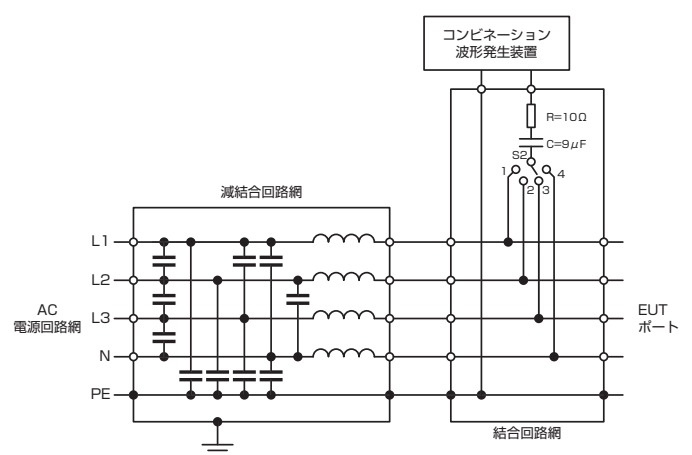 コンビネーション
波形発生装置
R=10Ω
C=9μF
S2
1
2
3
4
減結合回路網
L1
L2
L3
N
PE
AC
電源回路網
EUT
ポート
結合回路網